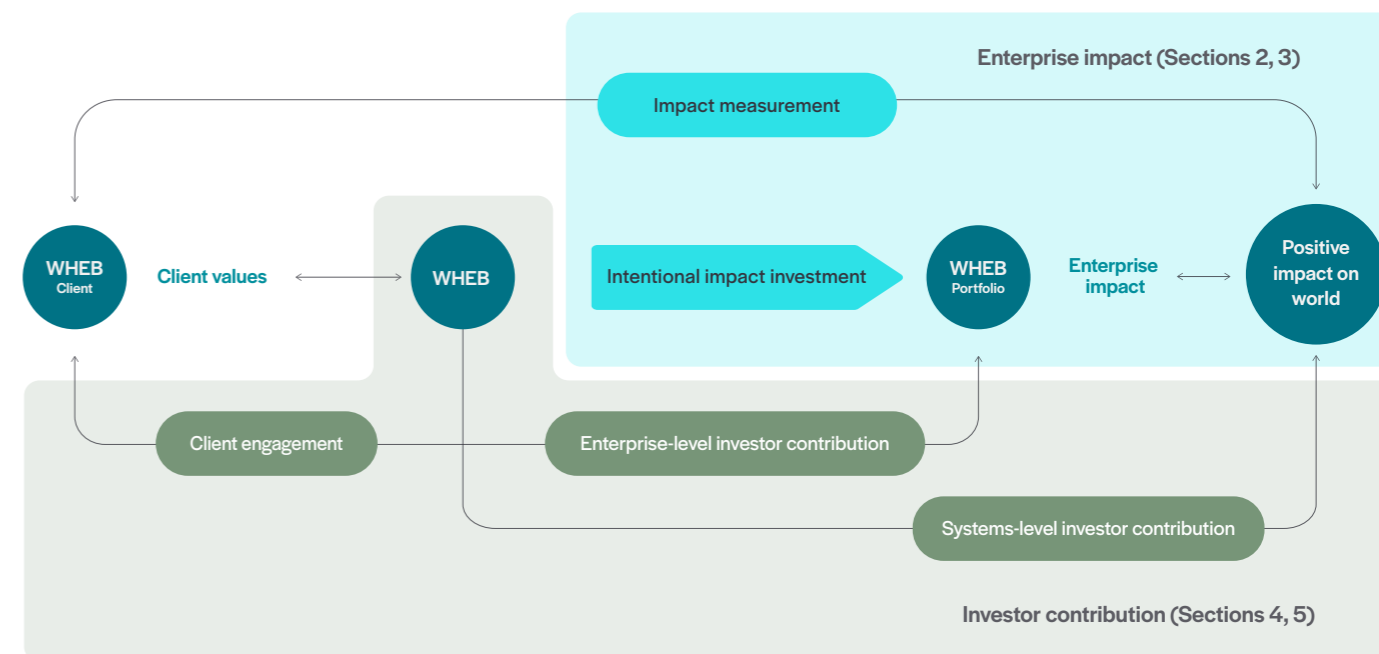 Enterprise impact (Sections 2, 3)
Impact measurement
WHEB
Client
Client values
WHEB
Intentional impact investment
WHEB
Portfolio
Enterprise
impact
Positive
impact on
world
Client engagement
Enterprise-level investor contribution
Systems-level investor contribution
Investor contribution (Sections 4, 5)